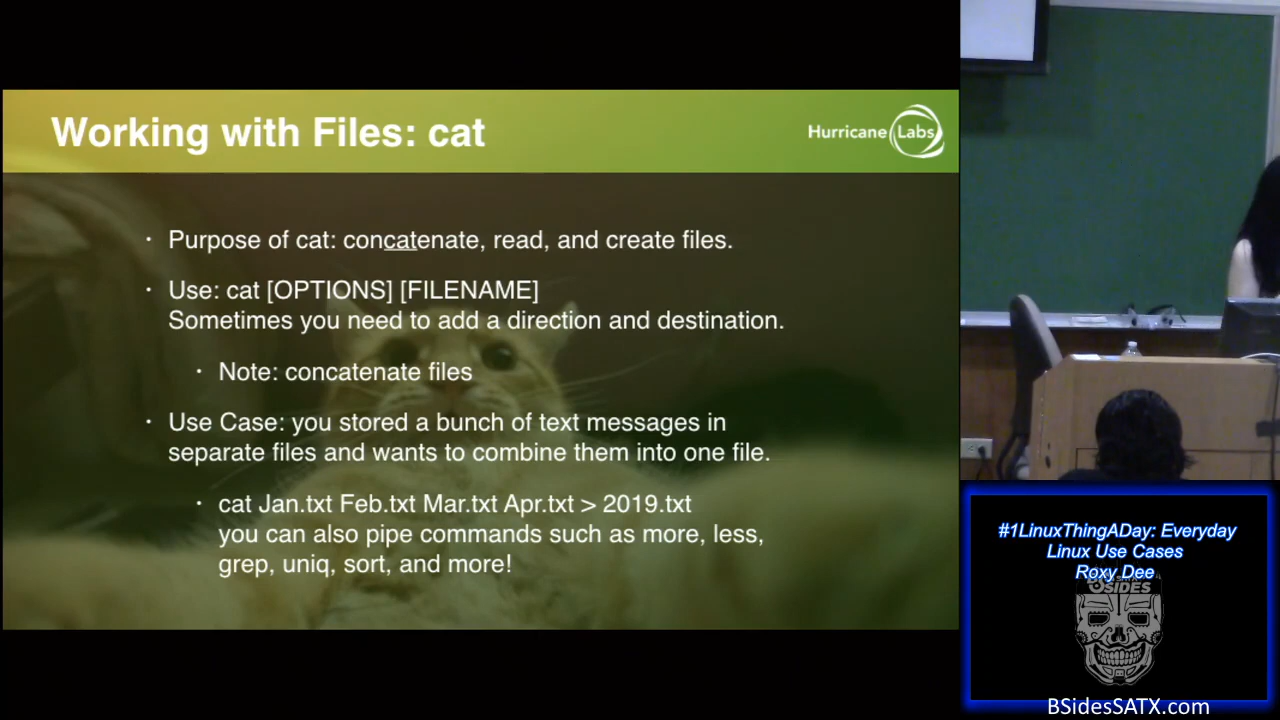 Working with Files: cat
Hurricane Labs
· Purpose of cat: concatenate, read, and create files.
· Use: cat [OPTIONS] [FILENAME]
Sometimes you need to add a direction and destination.
· Note: concatenate files
· Use Case: you stored a bunch of text messages in
separate files and wants to combine them into one file.
· cat Jan.txt Feb.txt Mar.txt Apr.txt > 2019.txt
you can also pipe commands such as more, less,
grep, uniq, sort, and more!
#1LinuxThingADay: Everyday
Linux Use Cases
Roxy Dee
BSIDES
BSidesSATX.com